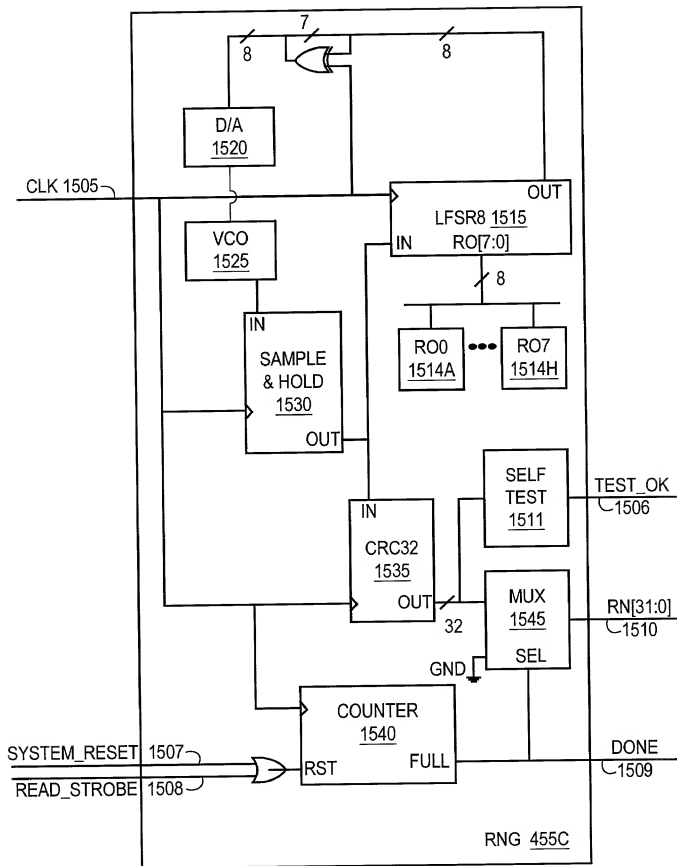 7
8
8
D/A
1520
CLK 1505
OUT
LFSR8 1515
IN
RO[7:0]
VCO
1525
8
IN
SAMPLE
& HOLD
1530
OUT
RO0
1514A
RO7
1514H
SELF
TEST
1511
TEST_OK
1506
IN
CRC32
1535
OUT
32
MUX
1545
SEL
RN[31:0]
1510
GND
COUNTER
1540
SYSTEM_RESET 1507
READ_STROBE 1508
RST
FULL
DONE
1509
RNG 455C